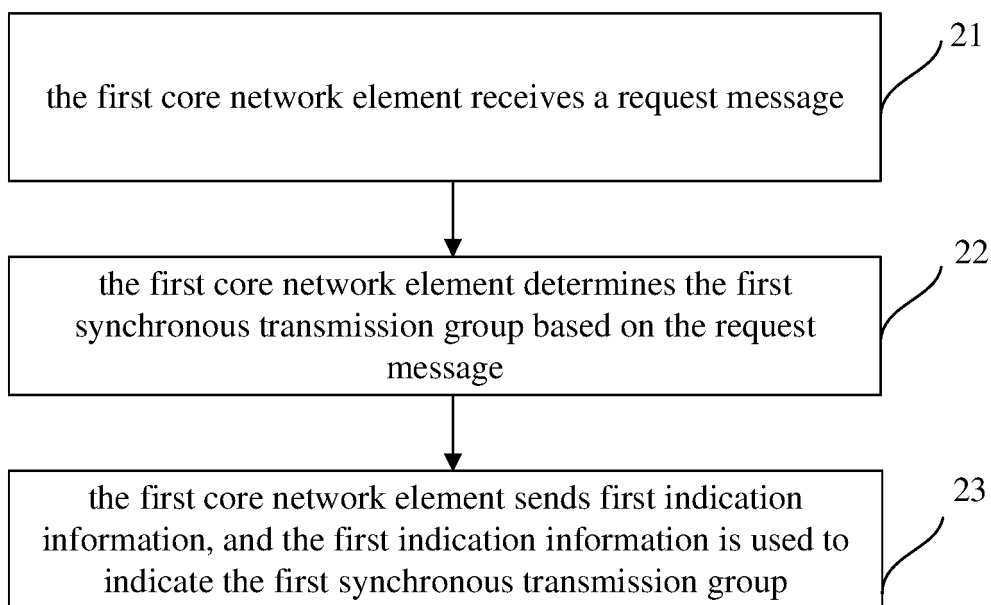 21
the first core network element receives a request message
22
the first core network element determines the first
synchronous transmission group based on the request
message
23
the first core network element sends first indication
information, and the first indication information is used to
indicate the first synchronous transmission group